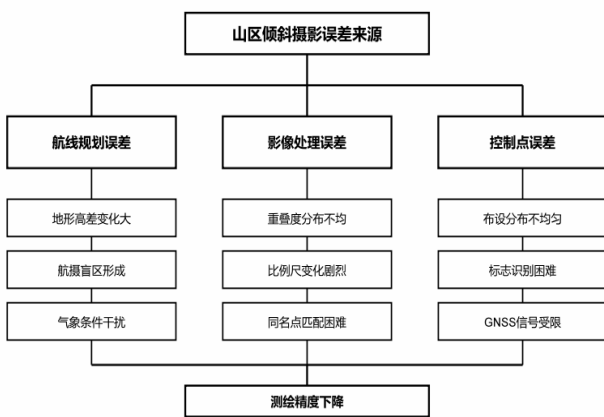 山区倾斜摄影误差来源
航线规划误差
影像处理误差
控制点误差
地形高差变化大
重叠度分布不均
布设分布不均匀
航摄盲区形成
比例尺变化剧烈
标志识别困难
气象条件干扰
同名点匹配困难
GNSS信号受限
测绘精度下降